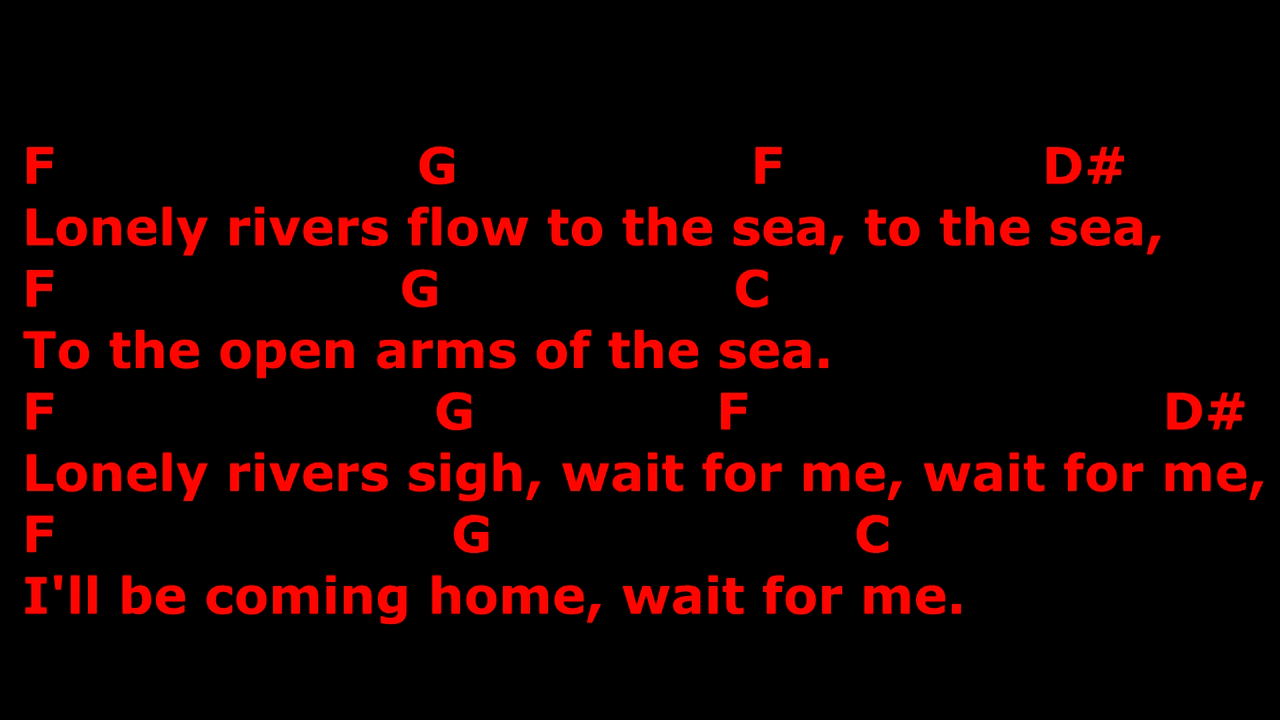 F G F D#
Lonely rivers flow to the sea, to the sea,
F G C
To the open arms of the sea.
F G F D#
Lonely rivers sigh, wait for me, wait for me,
F G C
I'll be coming home, wait for me.